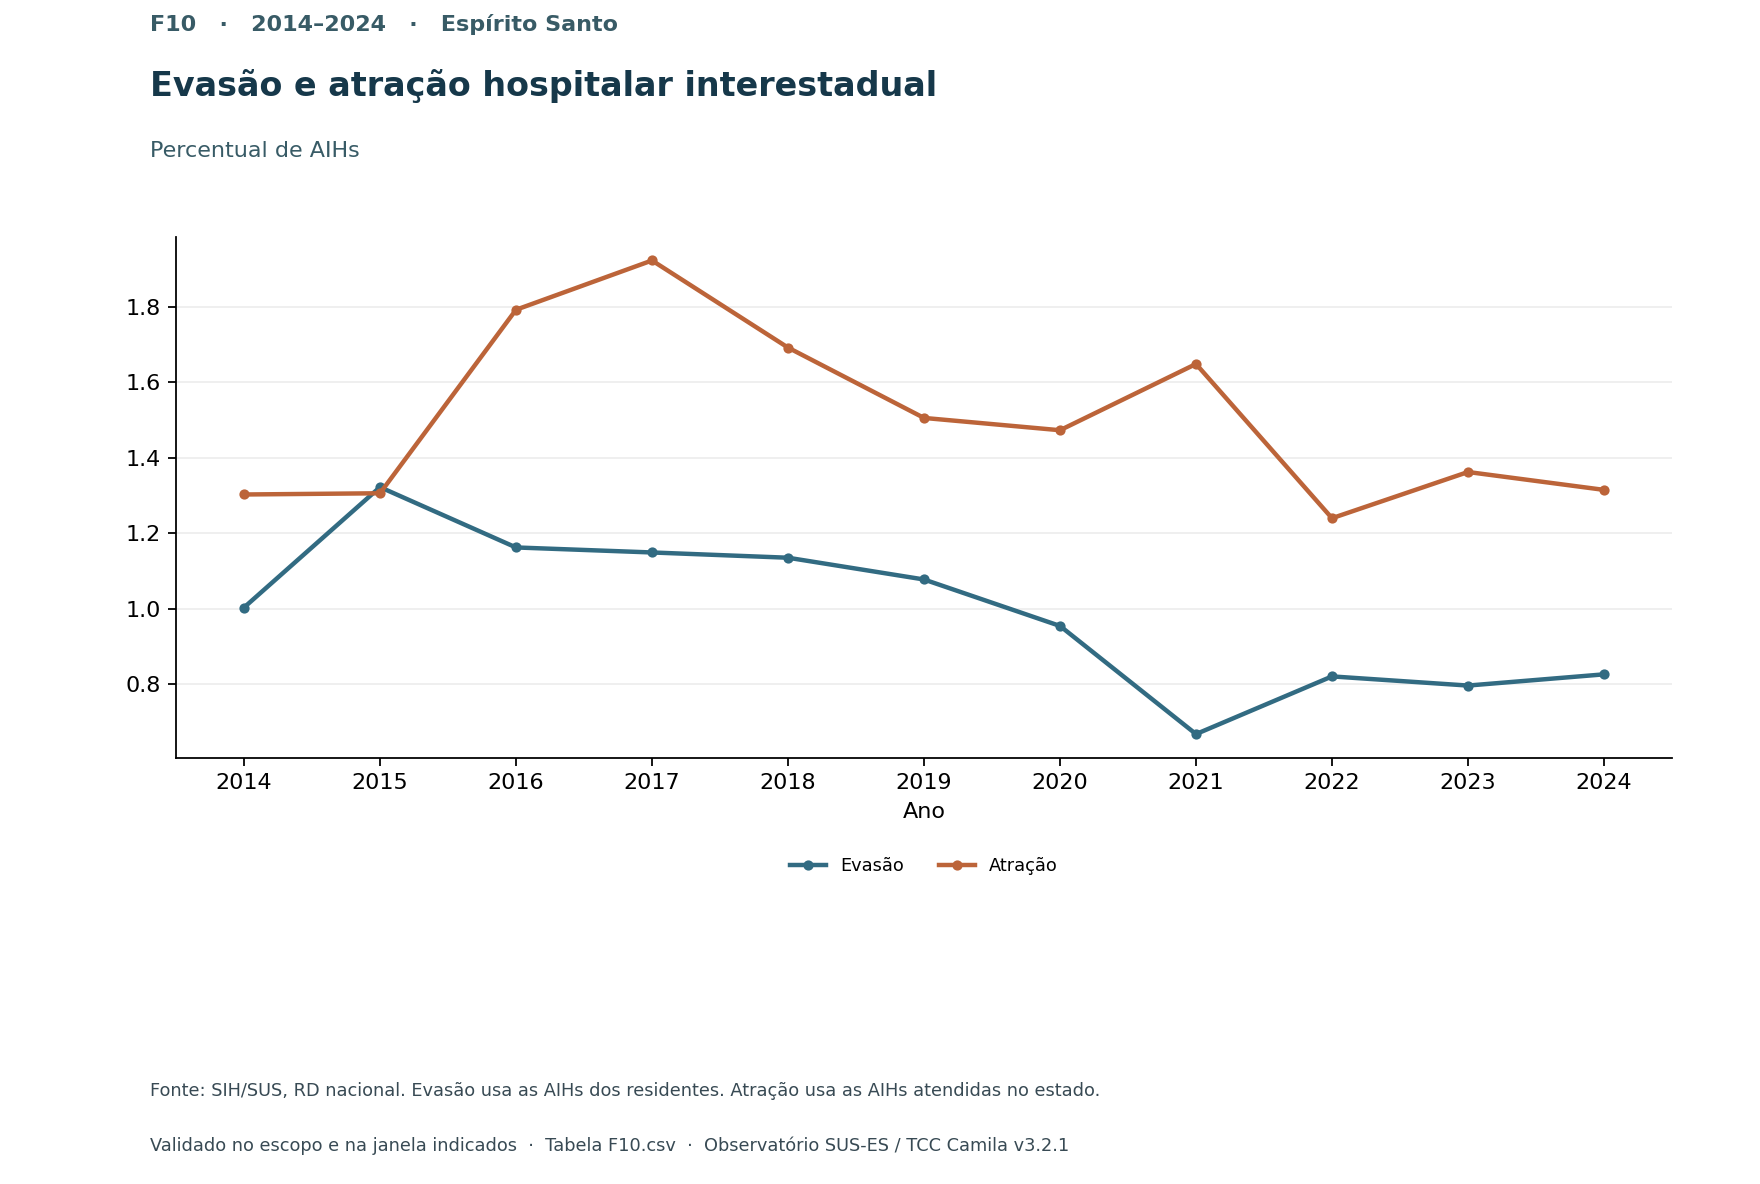 F10 · 2014–2024 · Espírito Santo
Evasão e atração hospitalar interestadual
Percentual de AIHs
1.8
1.6
1.4
1.2
1.0
0.8
2014 2015 2016 2017 2018 2019 2020 2021 2022 2023 2024
Ano
Evasão Atração
Fonte: SIH/SUS, RD nacional. Evasão usa as AIHs dos residentes. Atração usa as AIHs atendidas no estado.
Validado no escopo e na janela indicados · Tabela F10.csv · Observatório SUS-ES / TCC Camila v3.2.1